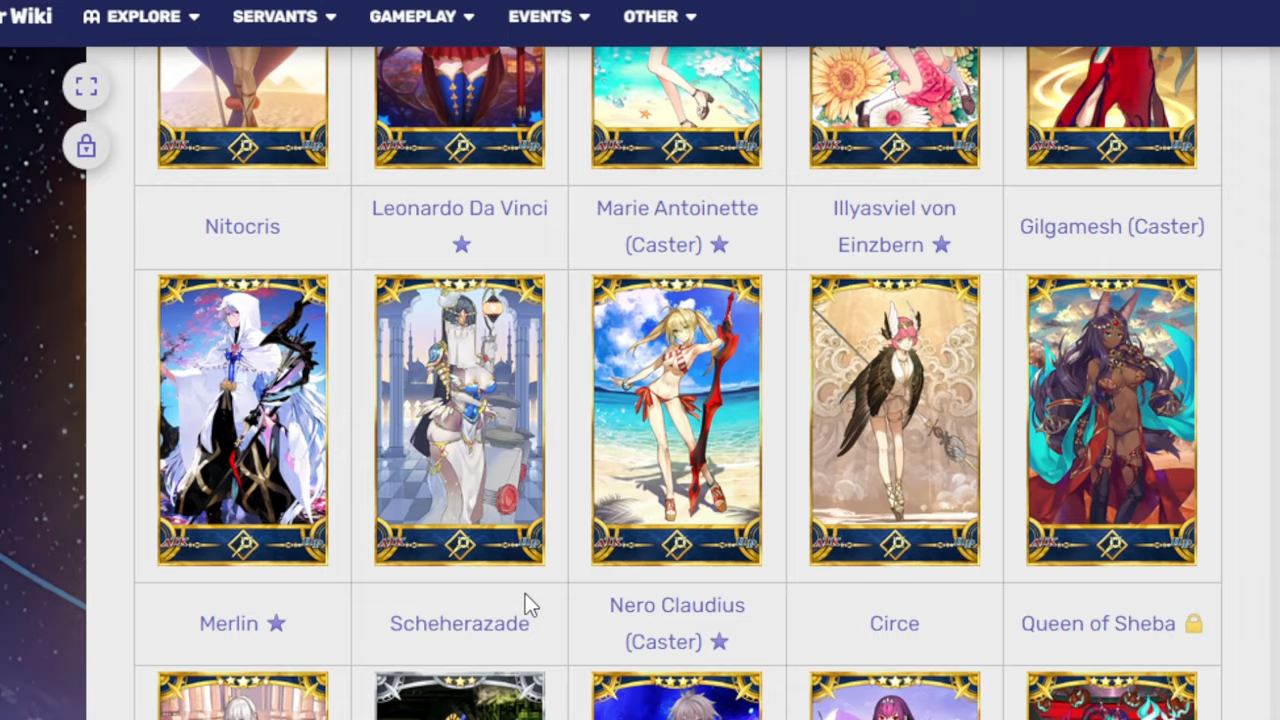 r Wiki EXPLORE SERVANTS GAMEPLAY EVENTS OTHER
Nitocris
Leonardo Da Vinci
★
Marie Antoinette
(Caster) ★
Illyasviel von
Einzbern ★
Gilgamesh (Caster)
Merlin ★
Scheherazade
Nero Claudius
(Caster) ★
Circe
Queen of Sheba